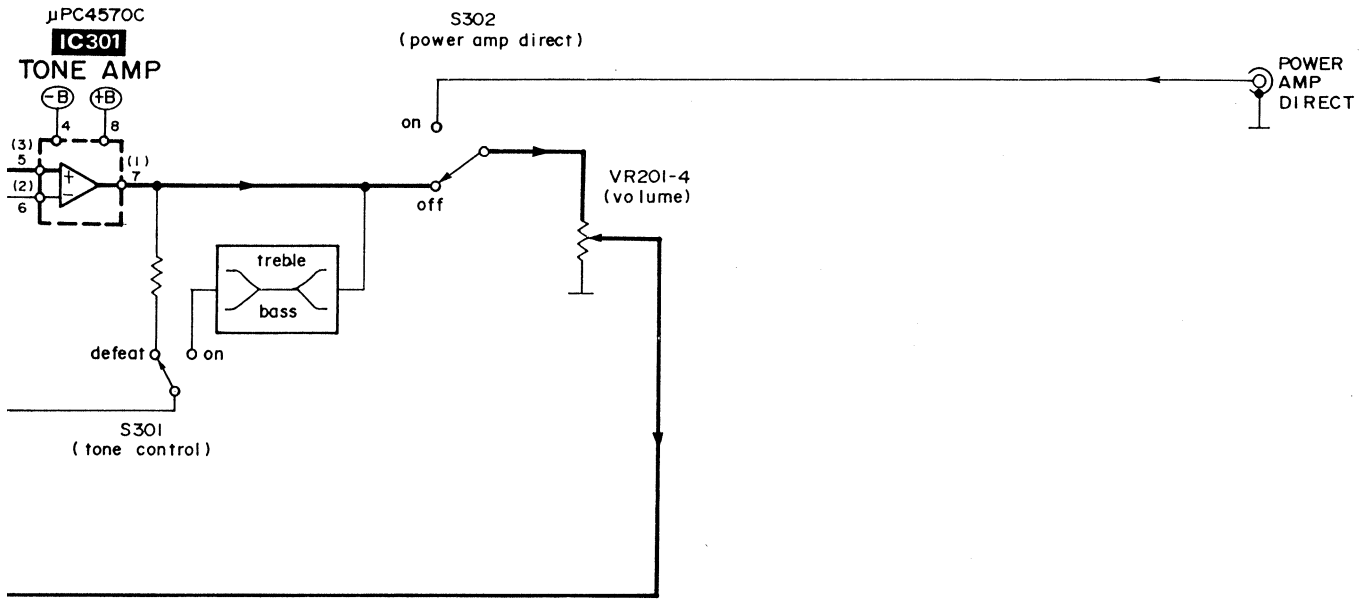 μPC4570C
IC301
TONE AMP
-B +B
4 8
(3)
5
+
(2)
-
6
(1)
7
S302
(power amp direct)
on
off
POWER
AMP
DIRECT
VR201-4
(volume)
treble
bass
defeat on
S301
(tone control)